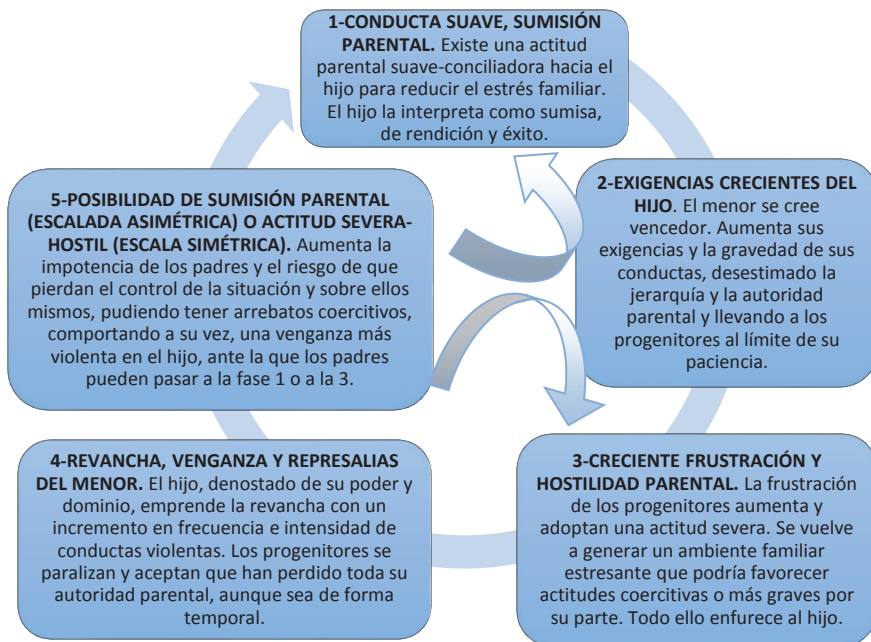 1-CONDUCTA SUAVE, SUMISIÓN
PARENTAL. Existe una actitud
parental suave-conciliadora hacia el
hijo para reducir el estrés familiar.
El hijo la interpreta como sumisa,
de rendición y éxito.
2-EXIGENCIAS CRECIENTES DEL
HIJO. El menor se cree
vencedor. Aumenta sus
exigencias y la gravedad de sus
conductas, desestimado la
jerarquía y la autoridad
parental y llevando a los
progenitores al límite de su
paciencia.
3-CRECIENTE FRUSTRACIÓN Y
HOSTILIDAD PARENTAL. La frustración
de los progenitores aumenta y
adoptan una actitud severa. Se vuelve
a generar un ambiente familiar
estresante que podría favorecer
actitudes coercitivas o más graves por
su parte. Todo ello enfurece al hijo.
4-REVANCHA, VENGANZA Y REPRESALIAS
DEL MENOR. El hijo, denostado de su poder y
dominio, emprende la revancha con un
incremento en frecuencia e intensidad de
conductas violentas. Los progenitores se
paralizan y aceptan que han perdido toda su
autoridad parental, aunque sea de forma
temporal.
5-POSIBILIDAD DE SUMISIÓN PARENTAL
(ESCALADA ASIMÉTRICA) O ACTITUD SEVERA-
HOSTIL (ESCALA SIMÉTRICA). Aumenta la
impotencia de los padres y el riesgo de que
pierdan el control de la situación y sobre ellos
mismos, pudiendo tener arrebatos coercitivos,
comportando a su vez, una venganza más
violenta en el hijo, ante la que los padres
pueden pasar a la fase 1 o a la 3.